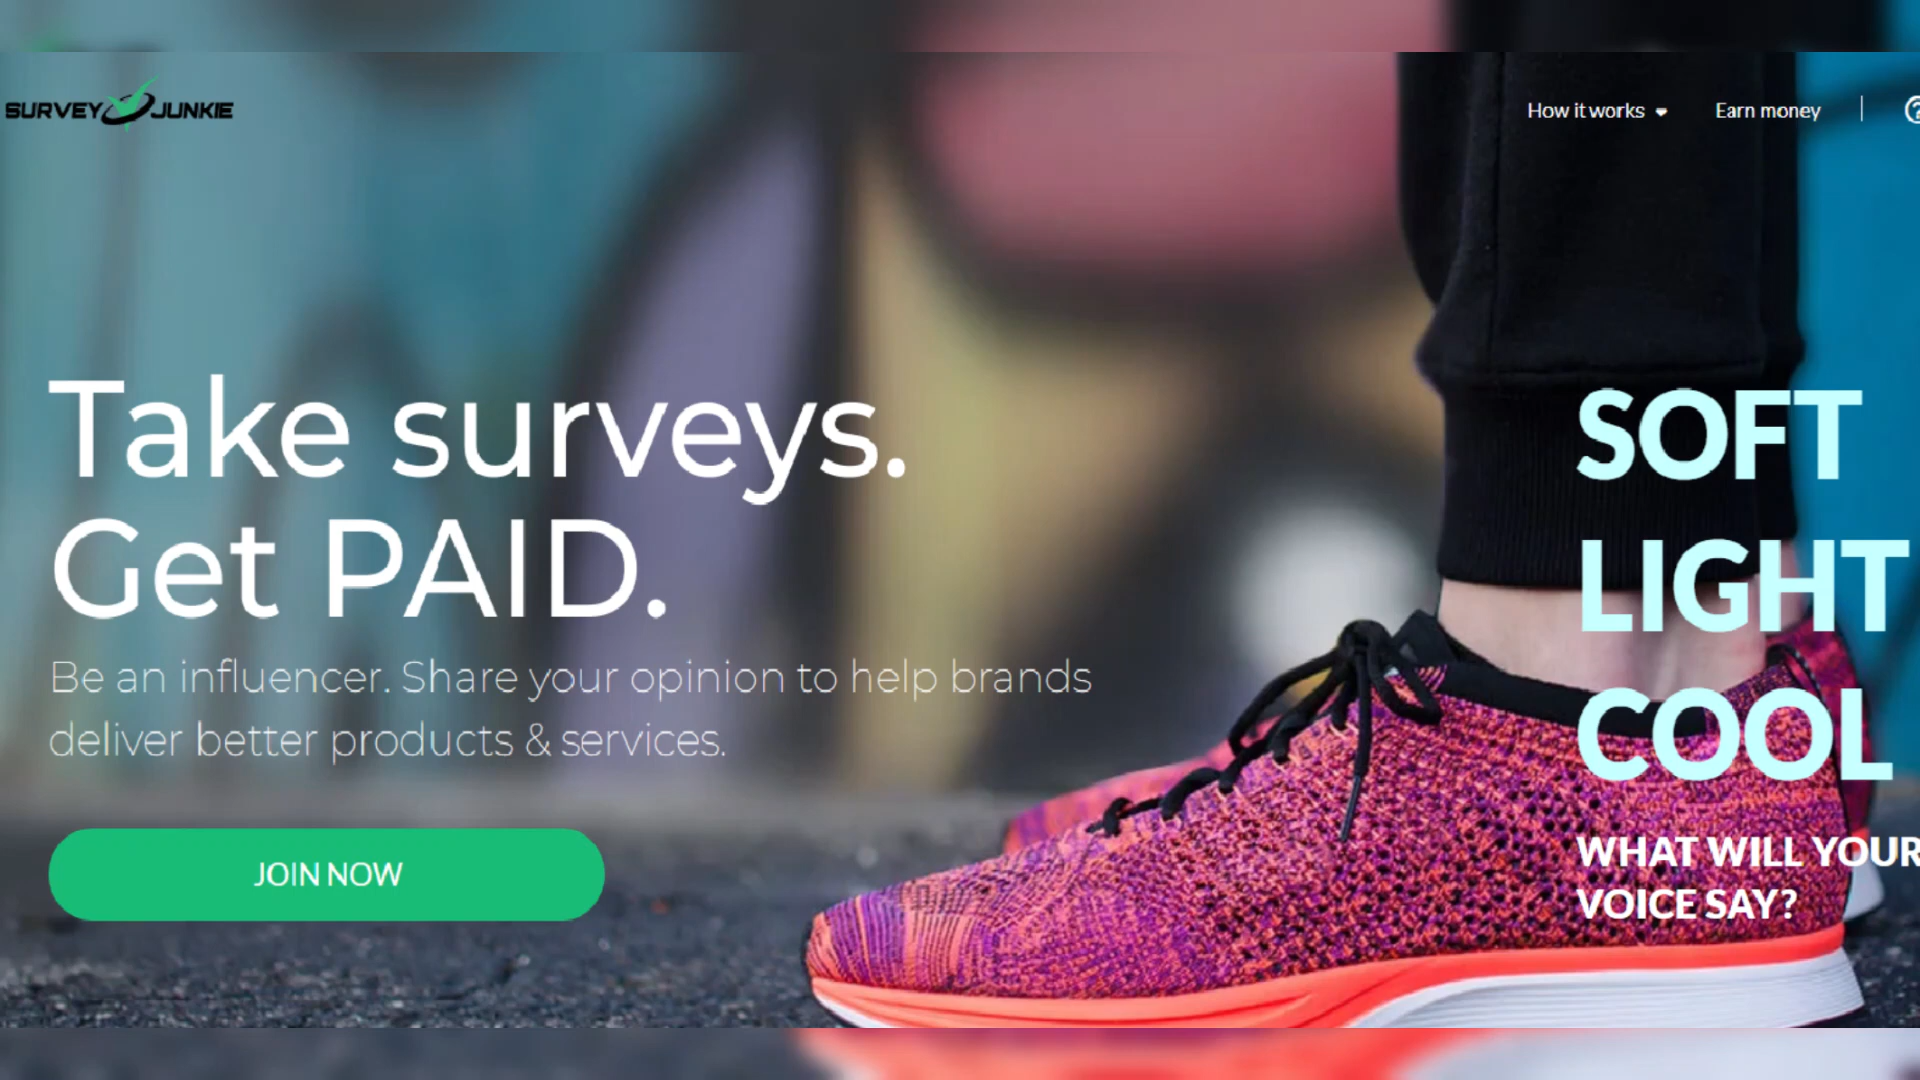 SURVEY JUNKIE
How it works
Earn money
Take surveys.
Get PAID.
Be an influencer. Share your opinion to help brands
deliver better products & services.
JOIN NOW
SOFT
LIGHT
COOL
WHAT WILL YOUR
VOICE SAY?